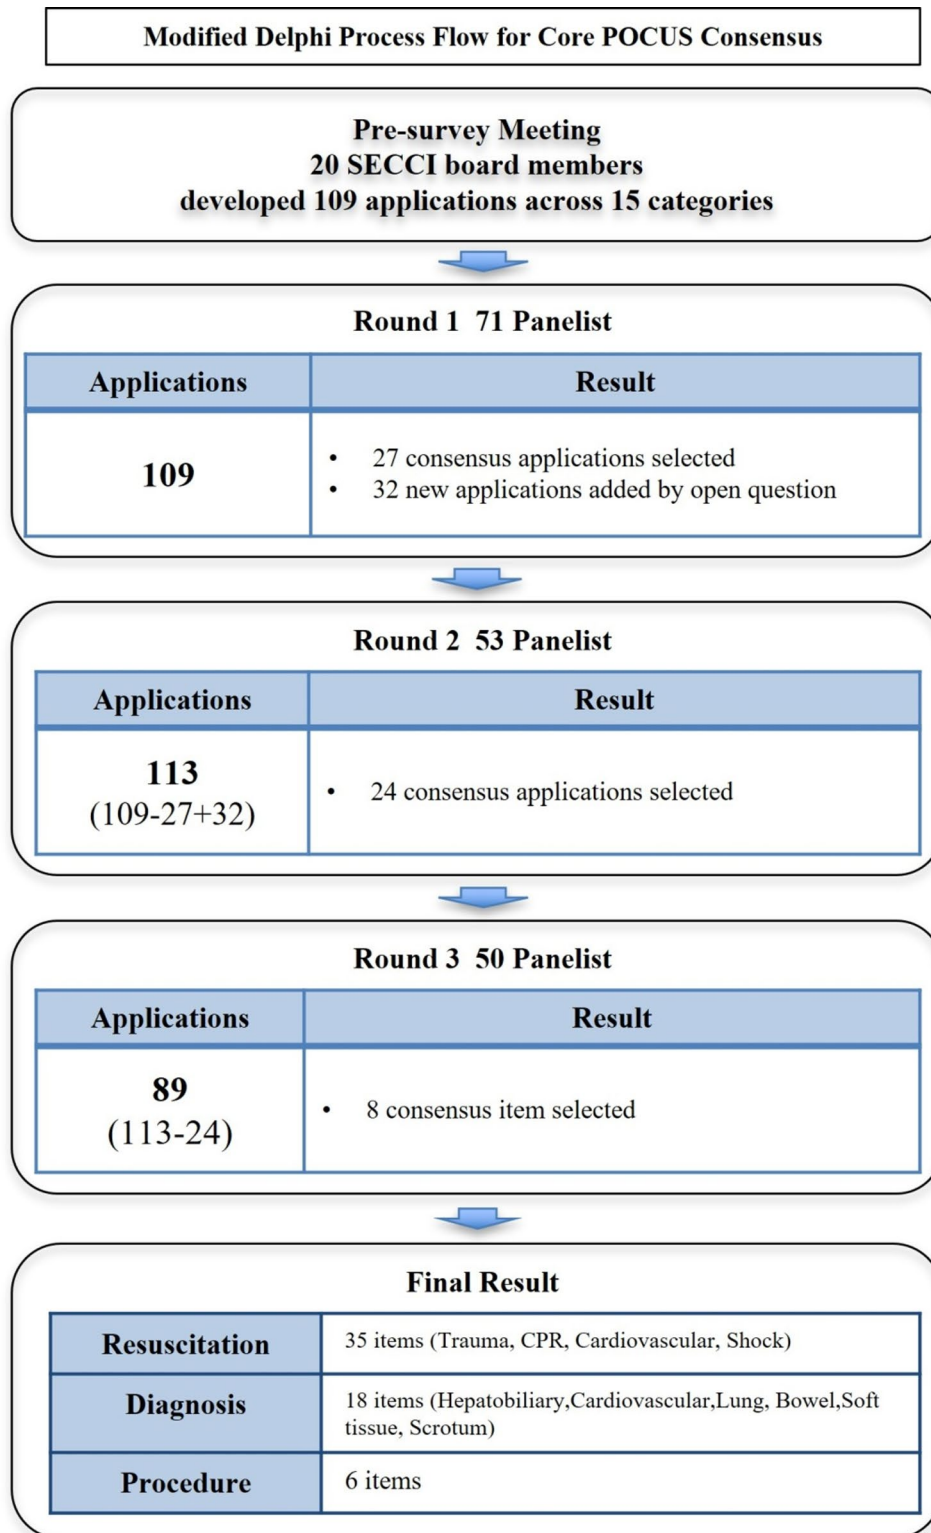 Modified Delphi Process Flow for Core POCUS Consensus
Pre-survey Meeting
20 SECCI board members
developed 109 applications across 15 categories
Round 1 71 Panelist
Applications
Result
109
• 27 consensus applications selected
• 32 new applications added by open question
Round 2 53 Panelist
Applications
Result
113
(109-27+32)
• 24 consensus applications selected
Round 3 50 Panelist
Applications
Result
89
(113-24)
• 8 consensus item selected
Final Result
Resuscitation
35 items (Trauma, CPR, Cardiovascular, Shock)
Diagnosis
18 items (Hepatobiliary,Cardiovascular,Lung, Bowel,Soft
tissue, Scrotum)
Procedure
6 items